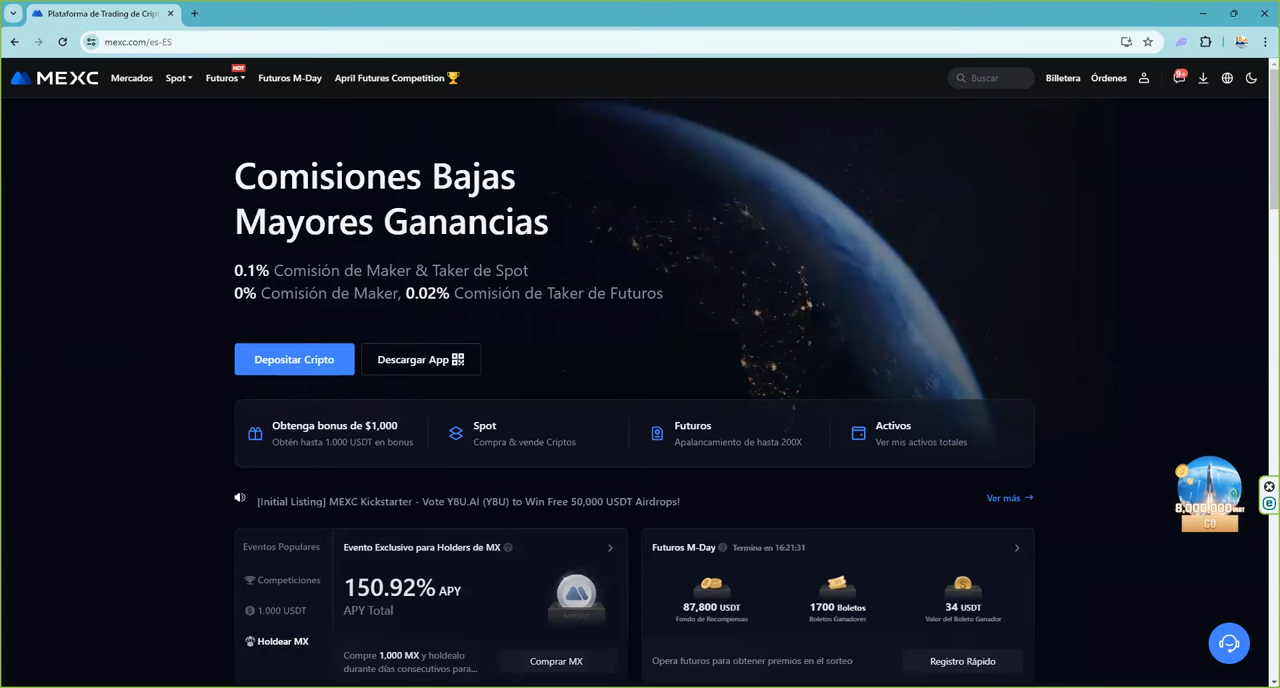 Plataforma de Trading de Crip
mexc.com/es-ES
MEXC Mercados Spot Futuros HOT Futuros M-Day April Futures Competition Buscar Billetera Órdenes 9+
Comisiones Bajas
Mayores Ganancias
0.1% Comisión de Maker & Taker de Spot
0% Comisión de Maker, 0.02% Comisión de Taker de Futuros
Depositar Cripto Descargar App
Obtenga bonus de $1,000
Obtén hasta 1.000 USDT en bonus
Spot
Compra & vende Criptos
Futuros
Apalancamiento de hasta 200X
Activos
Ver mis activos totales
[Initial Listing] MEXC Kickstarter - Vote Y8U.AI (Y8U) to Win Free 50,000 USDT Airdrops!
Ver más →
8,000,000 USDT
GO
Eventos Populares
Competiciones
1,000 USDT
Holdear MX
Evento Exclusivo para Holders de MX
150.92% APY
APY Total
MEXC
Compre 1,000 MX y holdealo
durante días consecutivos para...
Comprar MX
Futuros M-Day Termina en 16:21:31
87,800 USDT
Fondo de Recompensas
1700 Boletos
Boletos Ganadores
34 USDT
Valor del Boleto Ganador
Opera futuros para obtener premios en el sorteo
Registro Rápido